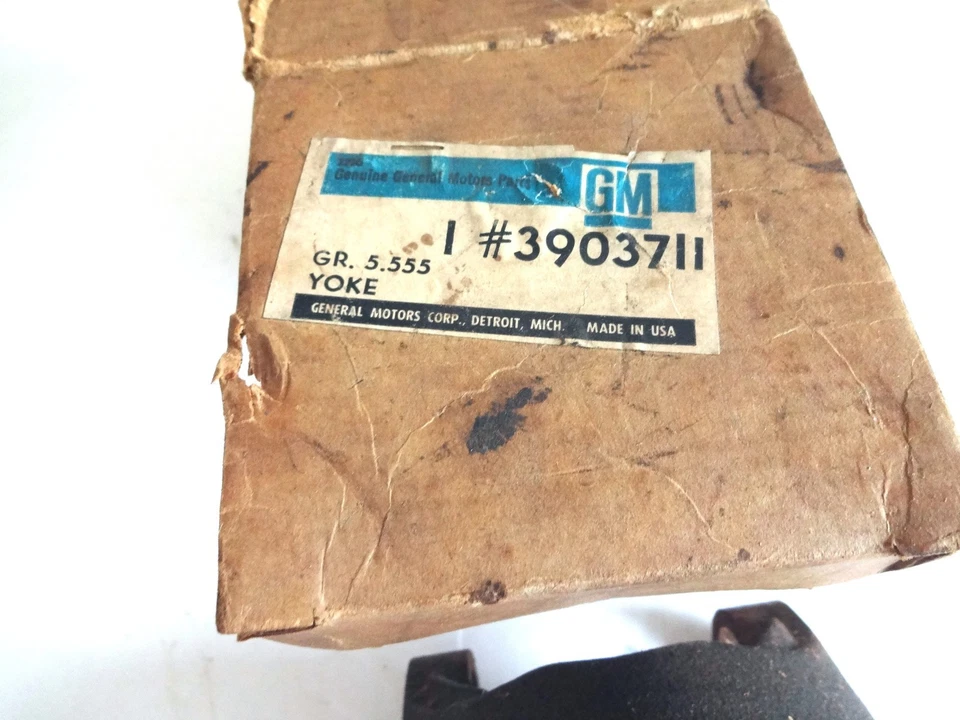 Genuine General Motors Parts
GM
1 #3903711
GR. 5.555
YOKE
GENERAL MOTORS CORP., DETROIT, MICH. MADE IN USA